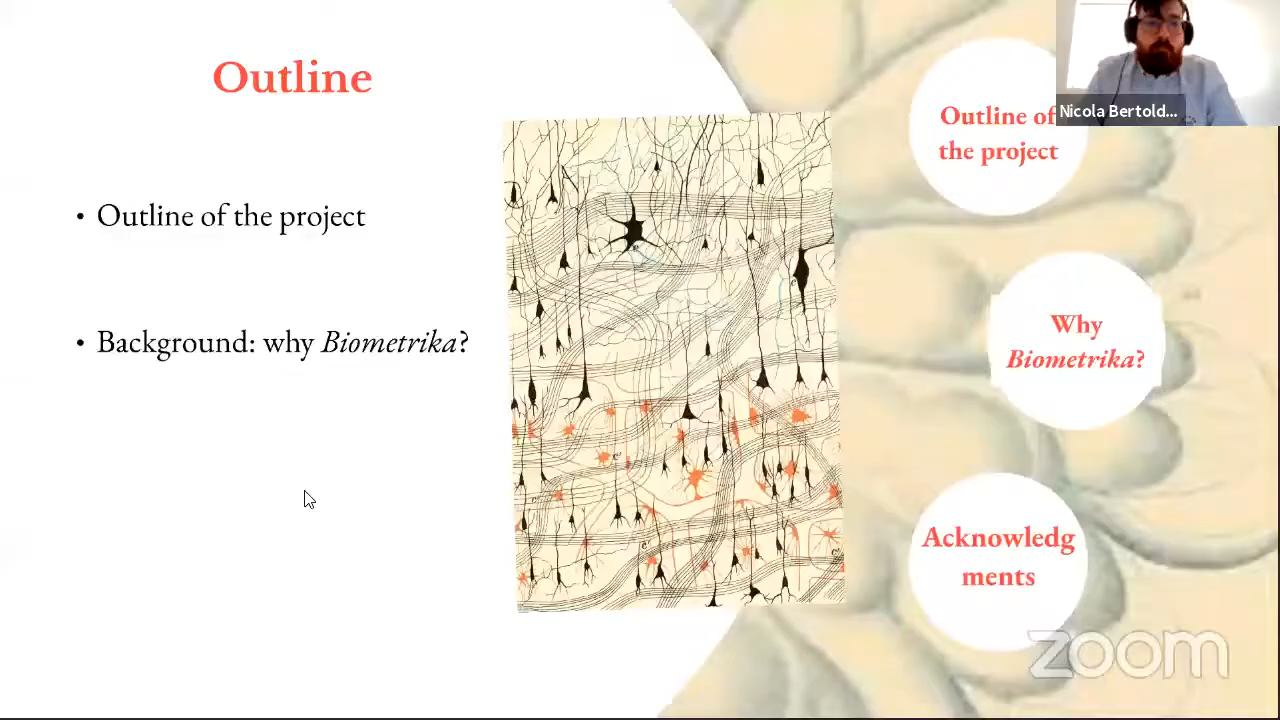 Outline
• Outline of the project
• Background: why Biometrika?
Outline of
the project
Why
Biometrika?
Acknowledg
ments
Nicola Bertold...
zoom